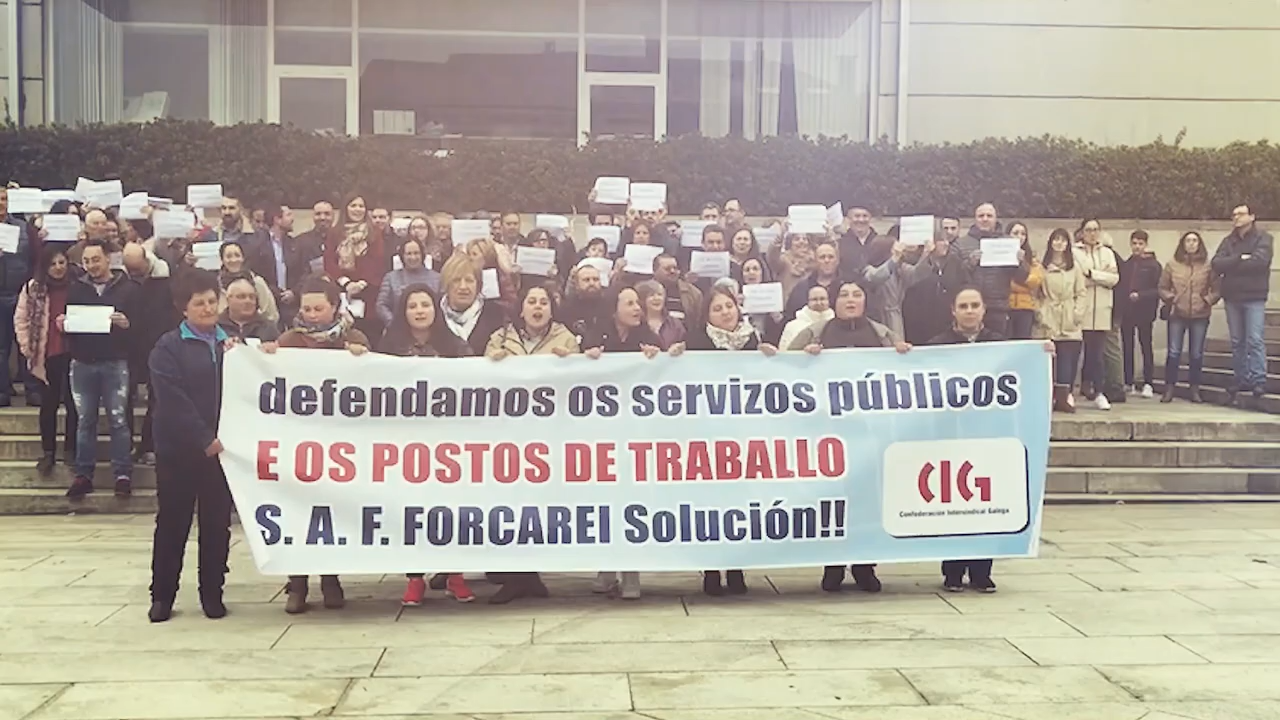 defendamos os servizos públicos
E OS POSTOS DE TRABALLO
S. A. F. FORCAREI Solución!!
CIG
Confederación Intersindical Galega